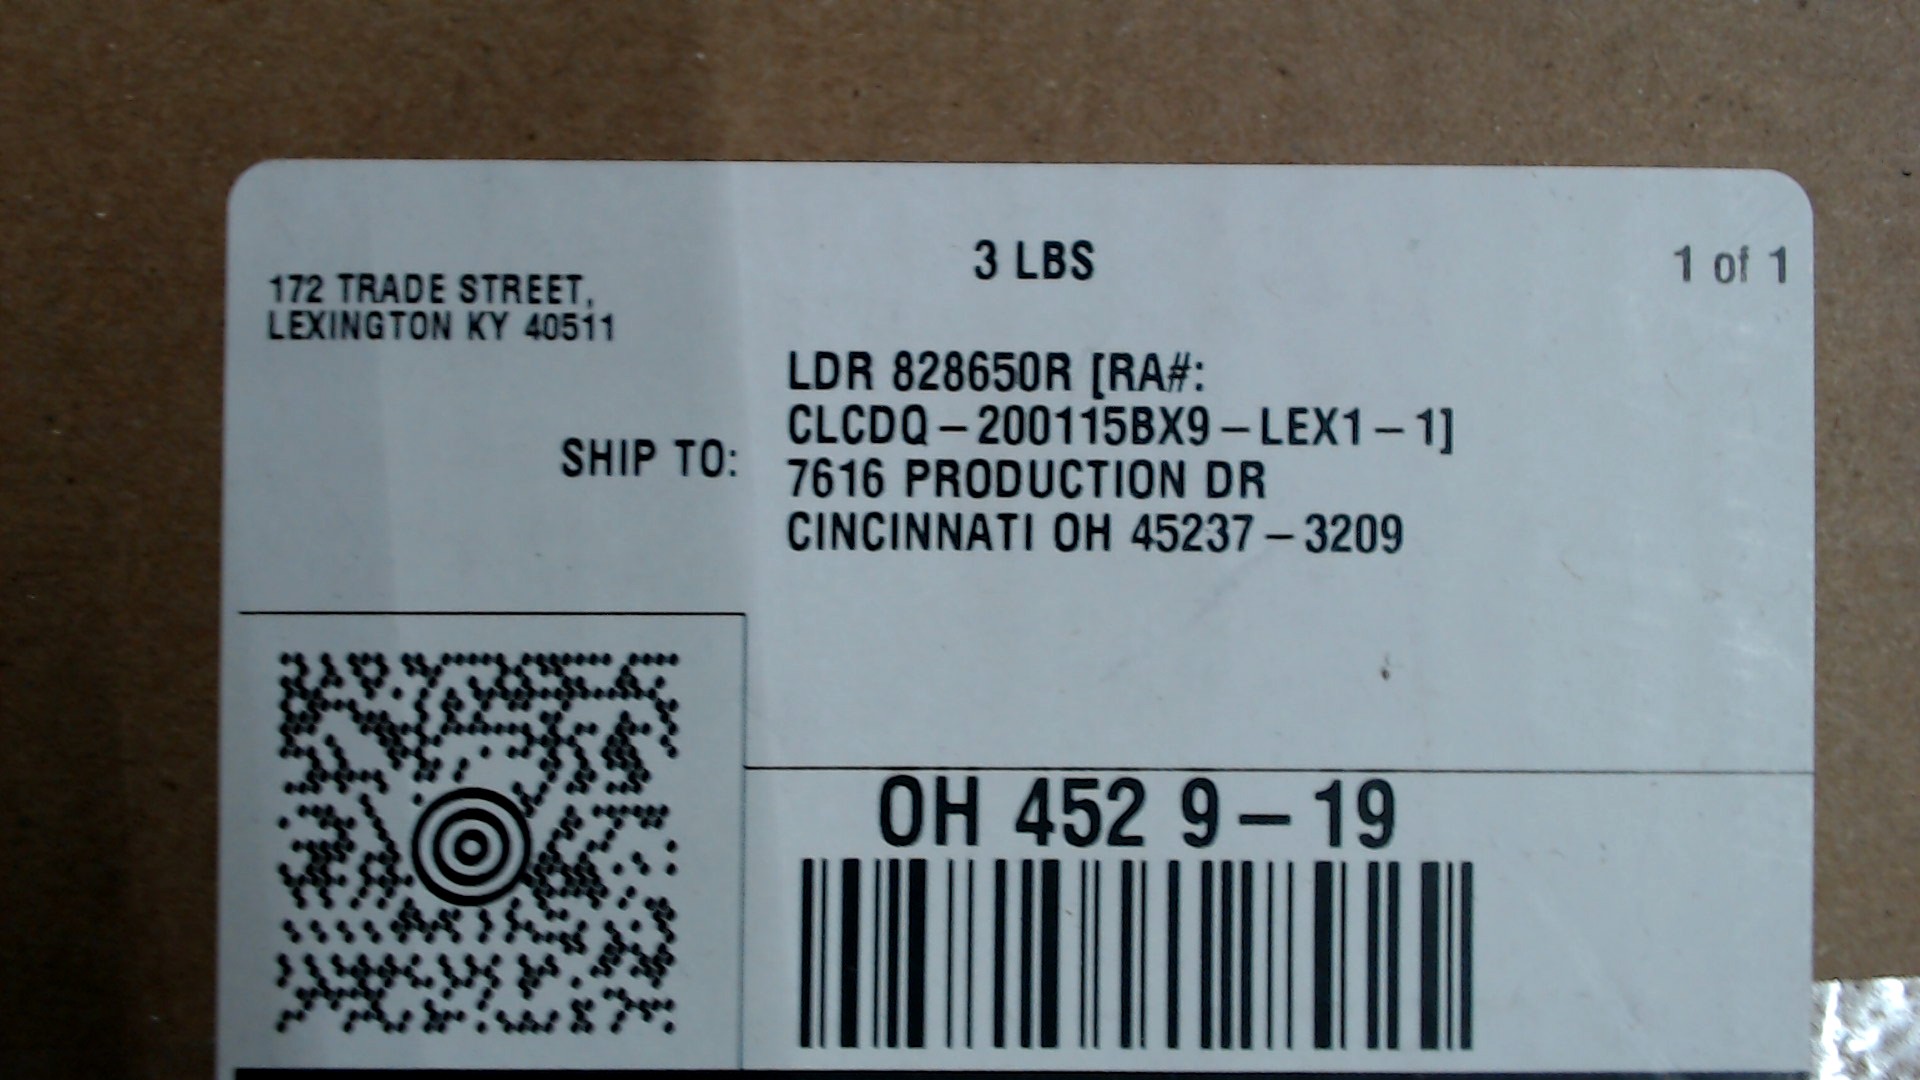 172 TRADE STREET,
LEXINGTON KY 40511
3 LBS
1 of 1
SHIP TO:
LDR 828650R [RA#:
CLCDQ-200115BX9-LEX1-1]
7616 PRODUCTION DR
CINCINNATI OH 45237-3209
OH 452 9-19